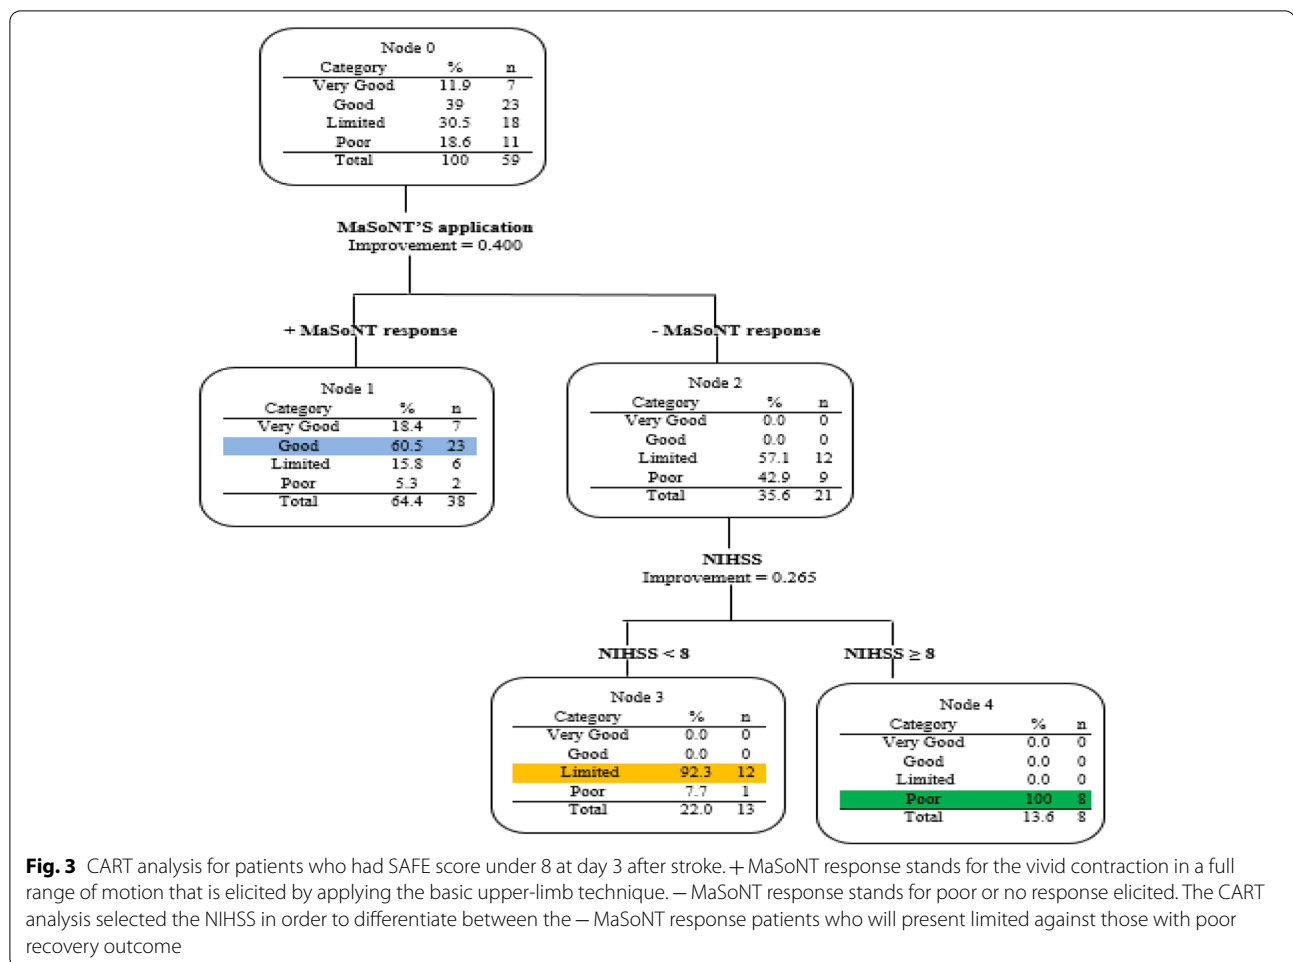 Node 0
Category % n
Very Good 11.9 7
Good 39 23
Limited 30.5 18
Poor 18.6 11
Total 100 59
MaSoNT'S application
Improvement = 0.400
+ MaSoNT response
- MaSoNT response
Node 1
Category % n
Very Good 18.4 7
Good 60.5 23
Limited 15.8 6
Poor 5.3 2
Total 64.4 38
Node 2
Category % n
Very Good 0.0 0
Good 0.0 0
Limited 57.1 12
Poor 42.9 9
Total 35.6 21
NIHSS
Improvement = 0.265
NIHSS < 8
NIHSS ≥ 8
Node 3
Category % n
Very Good 0.0 0
Good 0.0 0
Limited 92.3 12
Poor 7.7 1
Total 22.0 13
Node 4
Category % n
Very Good 0.0 0
Good 0.0 0
Limited 0.0 0
Poor 100 8
Total 13.6 8
Fig. 3 CART analysis for patients who had SAFE score under 8 at day 3 after stroke. + MaSoNT response stands for the vivid contraction in a full
range of motion that is elicited by applying the basic upper-limb technique. − MaSoNT response stands for poor or no response elicited. The CART
analysis selected the NIHSS in order to differentiate between the − MaSoNT response patients who will present limited against those with poor
recovery outcome